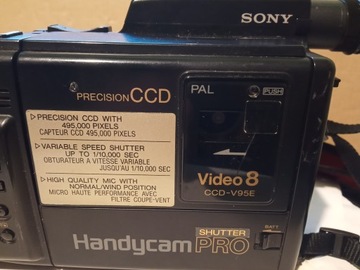 SONY
PRECISION CCD
PAL
PUSH
▷ PRECISION CCD WITH
495,000 PIXELS
CAPTEUR CCD 495,000 PIXELS
▷ VARIABLE SPEED SHUTTER
UP TO 1/10,000 SEC
OBTURATEUR A VITESSE VARIABLE
JUSQU'AU 1/10,000 SEC
▷ HIGH QUALITY MIC WITH
NORMAL/WIND POSITION
MICRO HAUTE PERFORMANCE AVEC
FILTRE COUPE-VENT
Video 8
CCD-V95E
BATT
Handycam SHUTTER PRO